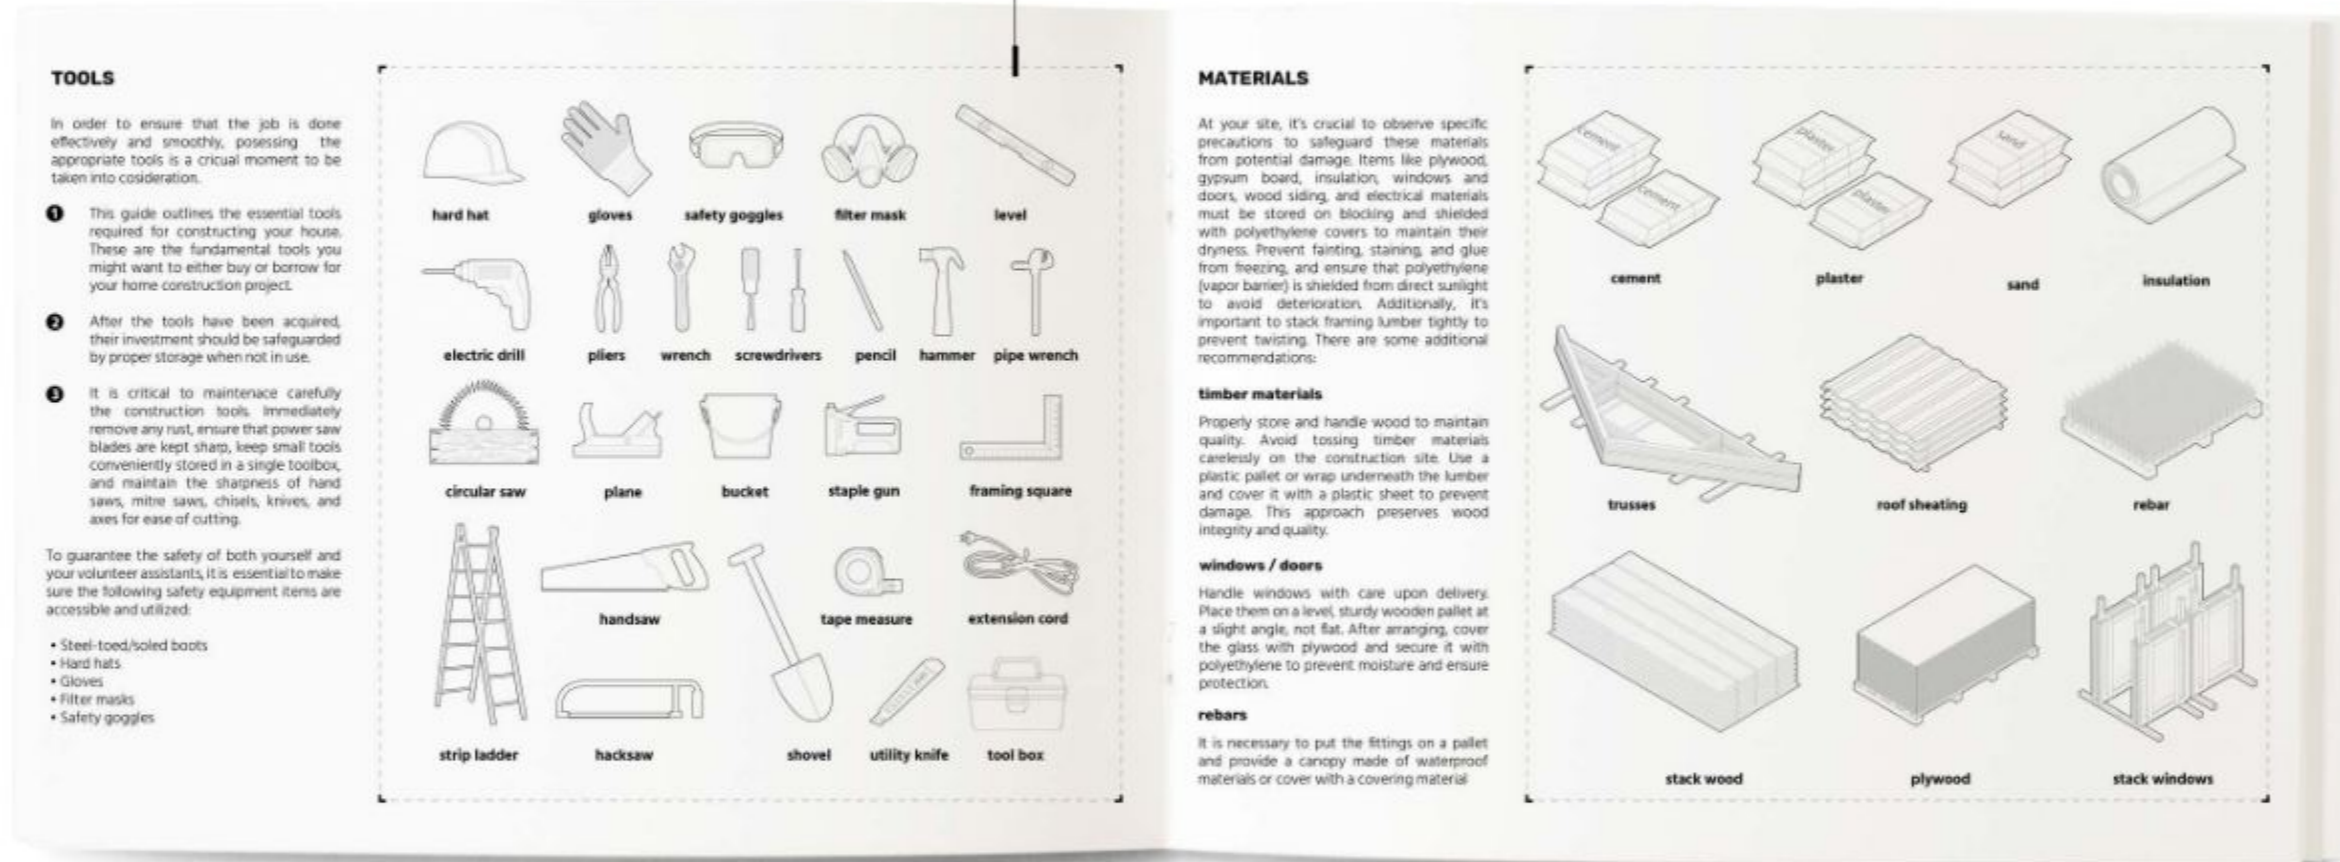 TOOLS
In order to ensure that the job is done
effectively and smoothly, posessing the
appropriate tools is a cricual moment to be
taken into cosideration.
1 This guide outlines the essential tools
required for constructing your house.
These are the fundamental tools you
might want to either buy or borrow for
your home construction project.
2 After the tools have been acquired,
their investment should be safeguarded
by proper storage when not in use.
3 It is critical to maintenace carefully
the construction tools. Immediately
remove any rust, ensure that power saw
blades are kept sharp, keep small tools
conveniently stored in a single toolbox,
and maintain the sharpness of hand
saws, mitre saws, chisels, knives, and
axes for ease of cutting.
To guarantee the safety of both yourself and
your volunteer assistants, it is essential to make
sure the following safety equipment items are
accessible and utilized:
• Steel-toed/soled boots
• Hard hats
• Gloves
• Filter masks
• Safety goggles
hard hat gloves safety goggles filter mask level
electric drill pliers wrench screwdrivers pencil hammer pipe wrench
circular saw plane bucket staple gun framing square
handsaw tape measure extension cord
strip ladder hacksaw shovel utility knife tool box
MATERIALS
At your site, it's crucial to observe specific
precautions to safeguard these materials
from potential damage. Items like plywood,
gypsum board, insulation, windows and
doors, wood siding, and electrical materials
must be stored on blocking and shielded
with polyethylene covers to maintain their
dryness. Prevent fainting, staining, and glue
from freezing, and ensure that polyethylene
(vapor barrier) is shielded from direct sunlight
to avoid deterioration. Additionally, it's
important to stack framing lumber tightly to
prevent twisting. There are some additional
recommendations:
timber materials
Properly store and handle wood to maintain
quality. Avoid tossing timber materials
carelessly on the construction site. Use a
plastic pallet or wrap underneath the lumber
and cover it with a plastic sheet to prevent
damage. This approach preserves wood
integrity and quality.
windows / doors
Handle windows with care upon delivery.
Place them on a level, sturdy wooden pallet at
a slight angle, not flat. After arranging, cover
the glass with plywood and secure it with
polyethylene to prevent moisture and ensure
protection.
rebars
It is necessary to put the fittings on a pallet
and provide a canopy made of waterproof
materials or cover with a covering material
cement plaster sand
cement plaster
cement plaster sand insulation
trusses roof sheating rebar
stack wood plywood stack windows